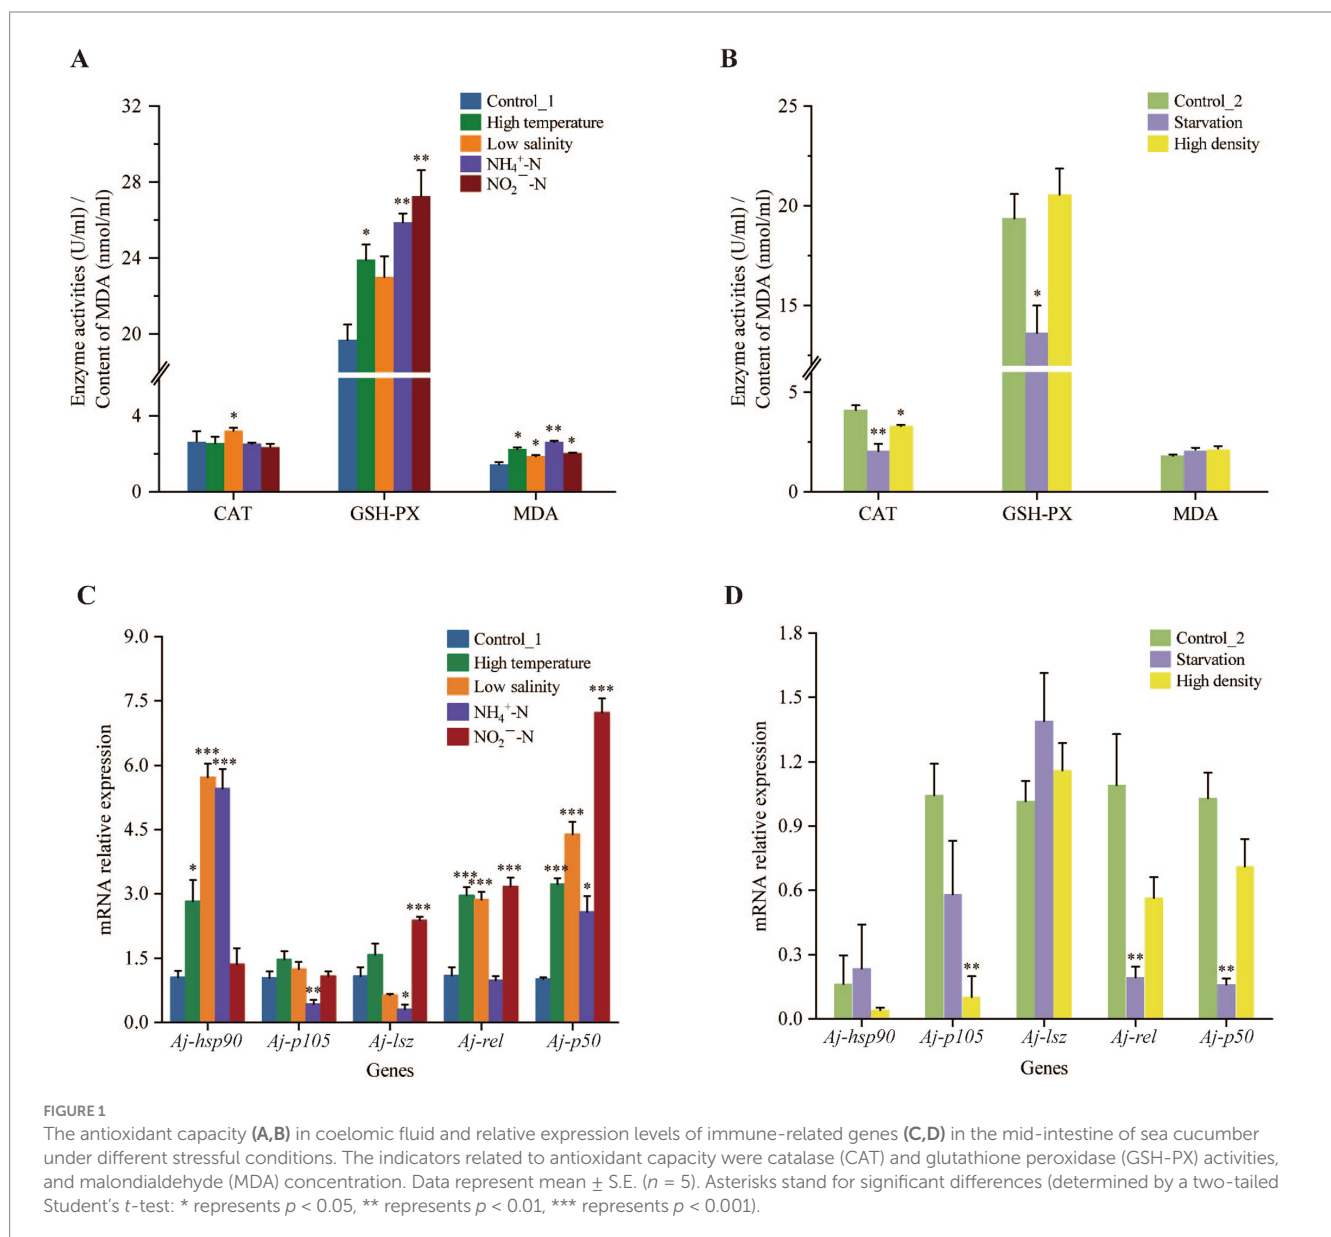 A
Enzyme activities (U/ml) /
Content of MDA (nmol/ml)
32
28
24
20
4
0
Control_1
High temperature
Low salinity
NH₄⁺-N
NO₂⁻-N
*
*
**
**
*
*
**
*
CAT GSH-PX MDA
B
Enzyme activities (U/ml) /
Content of MDA (nmol/ml)
25
20
15
5
0
Control_2
Starvation
High density
**
*
*
CAT GSH-PX MDA
C
mRNA relative expression
9.0
7.5
6.0
4.5
3.0
1.5
0.0
Control_1
High temperature
Low salinity
NH₄⁺-N
NO₂⁻-N
*
***
***
**
*
***
***
***
***
***
***
*
***
Aj-hsp90 Aj-p105 Aj-lsz Aj-rel Aj-p50
Genes
D
mRNA relative expression
1.8
1.5
1.2
0.9
0.6
0.3
0.0
Control_2
Starvation
High density
**
**
**
Aj-hsp90 Aj-p105 Aj-lsz Aj-rel Aj-p50
Genes
FIGURE 1
The antioxidant capacity (A,B) in coelomic fluid and relative expression levels of immune-related genes (C,D) in the mid-intestine of sea cucumber
under different stressful conditions. The indicators related to antioxidant capacity were catalase (CAT) and glutathione peroxidase (GSH-PX) activities,
and malondialdehyde (MDA) concentration. Data represent mean ± S.E. (n = 5). Asterisks stand for significant differences (determined by a two-tailed
Student’s t-test: * represents p < 0.05, ** represents p < 0.01, *** represents p < 0.001).